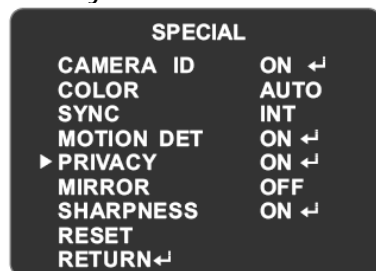 SPECIAL
CAMERA ID ON ↵
COLOR AUTO
SYNC INT
MOTION DET ON ↵
▶PRIVACY ON ↵
MIRROR OFF
SHARPNESS ON ↵
RESET
RETURN↵